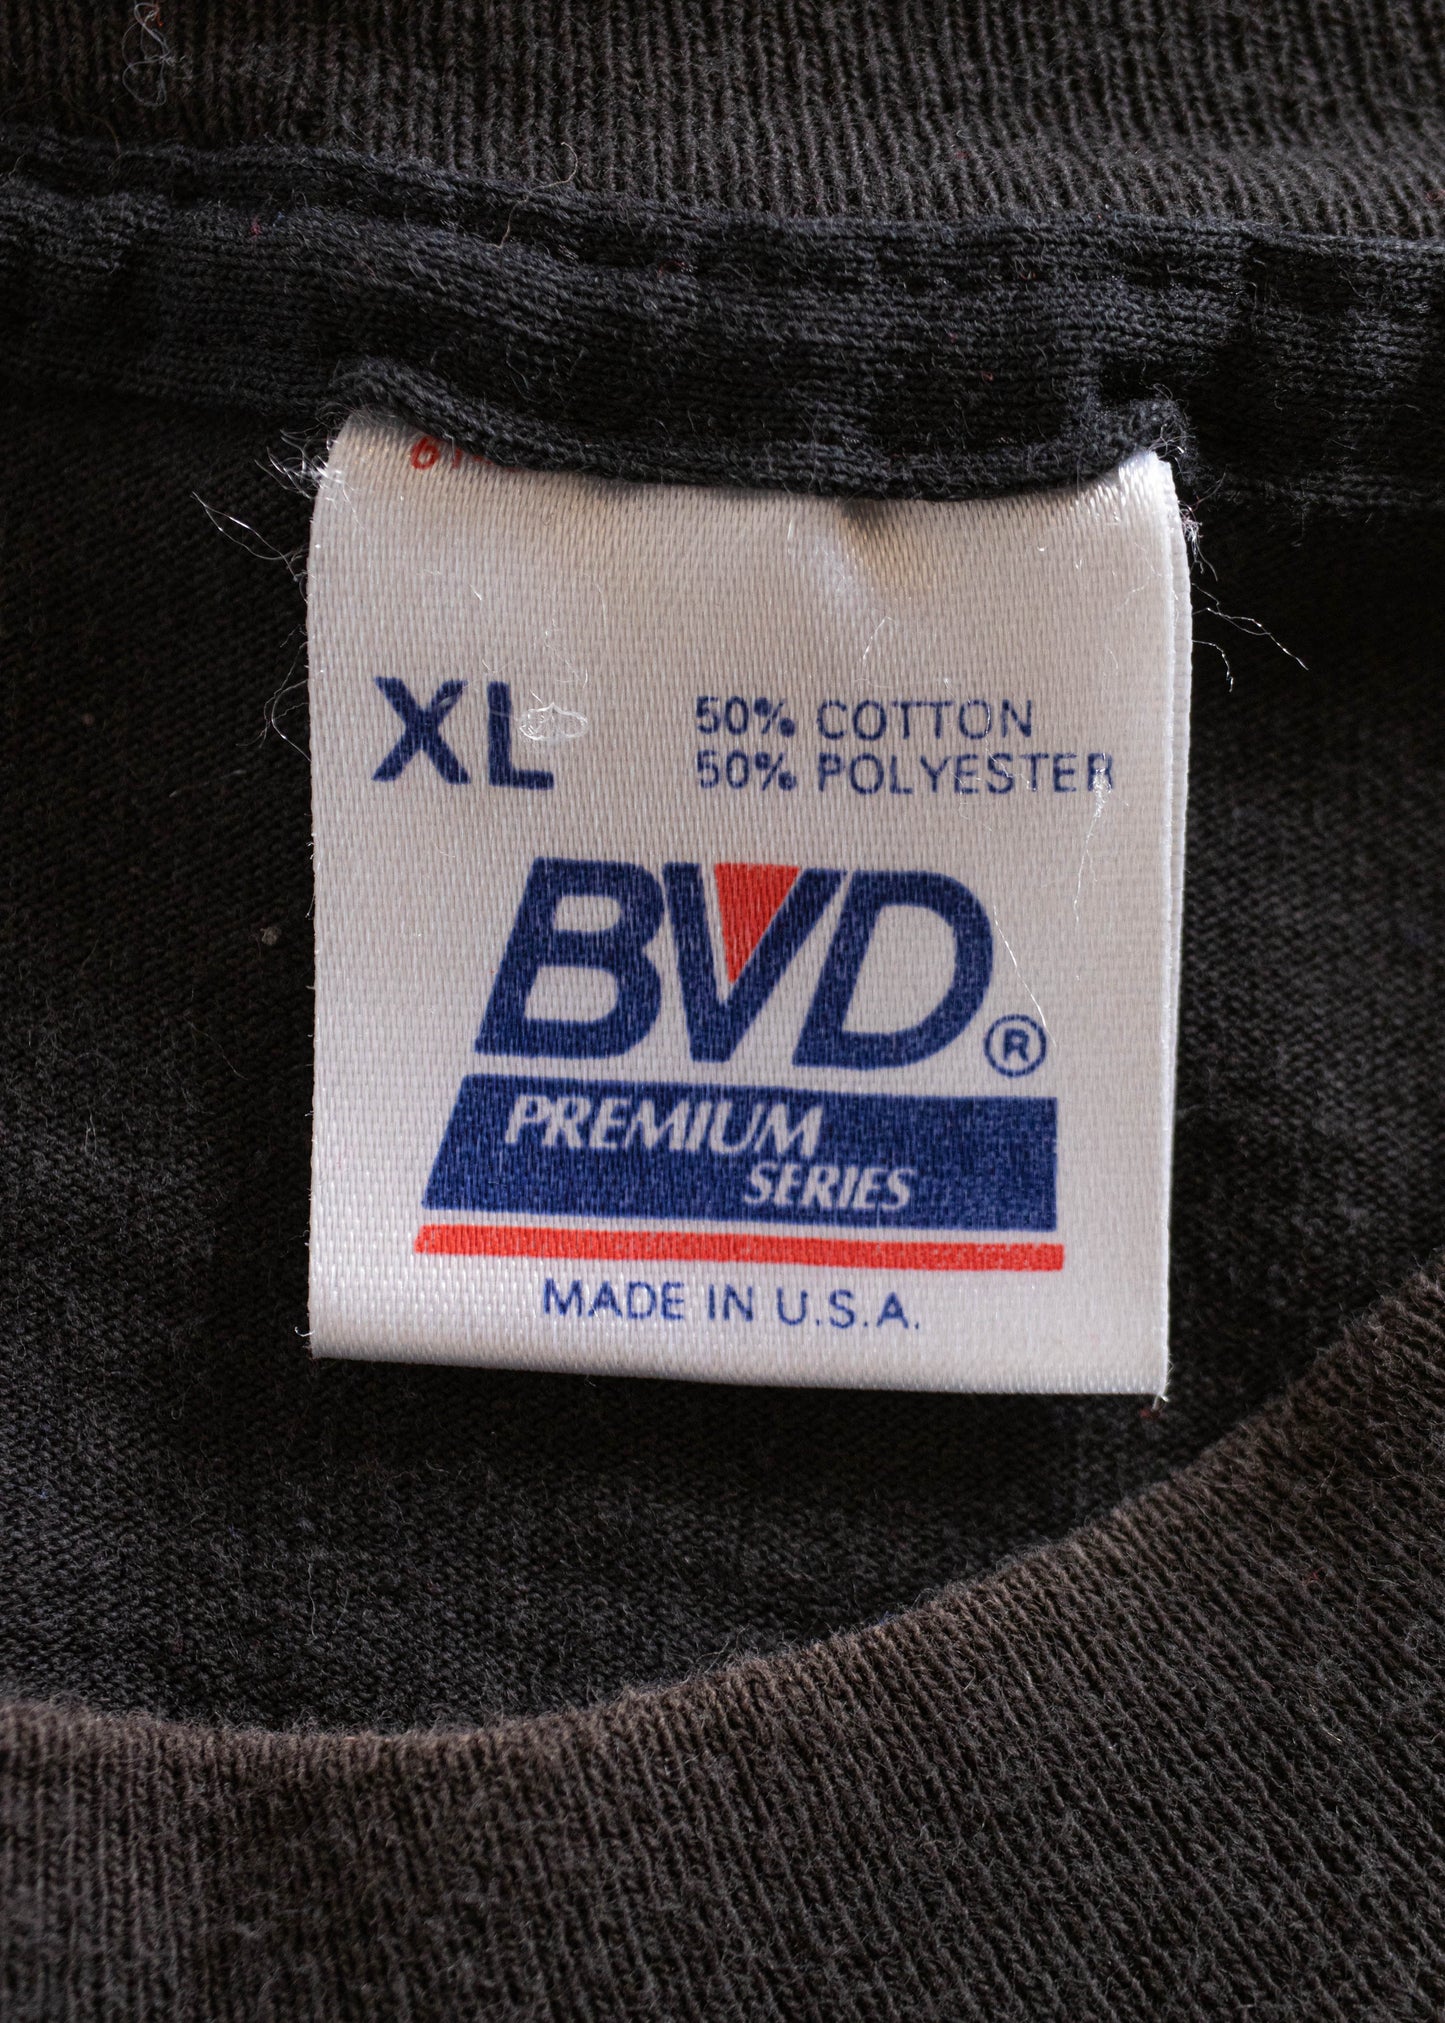 XL
50% COTTON
50% POLYESTER
BVD®
PREMIUM
SERIES
MADE IN U.S.A.